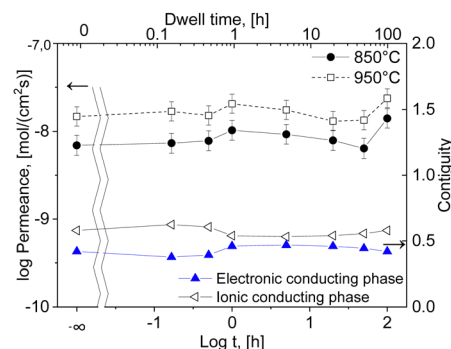 Dwell time, [h]
0 0.1 1 10 100
-7,0 2.0
850°C
950°C
1.5
-8
log Permeance, [mol/(cm²s)]
1.0
Contiguity
-9
0.5
Electronic conducting phase
Ionic conducting phase
-10 0.0
-∞ -1 0 1 2
Log t, [h]